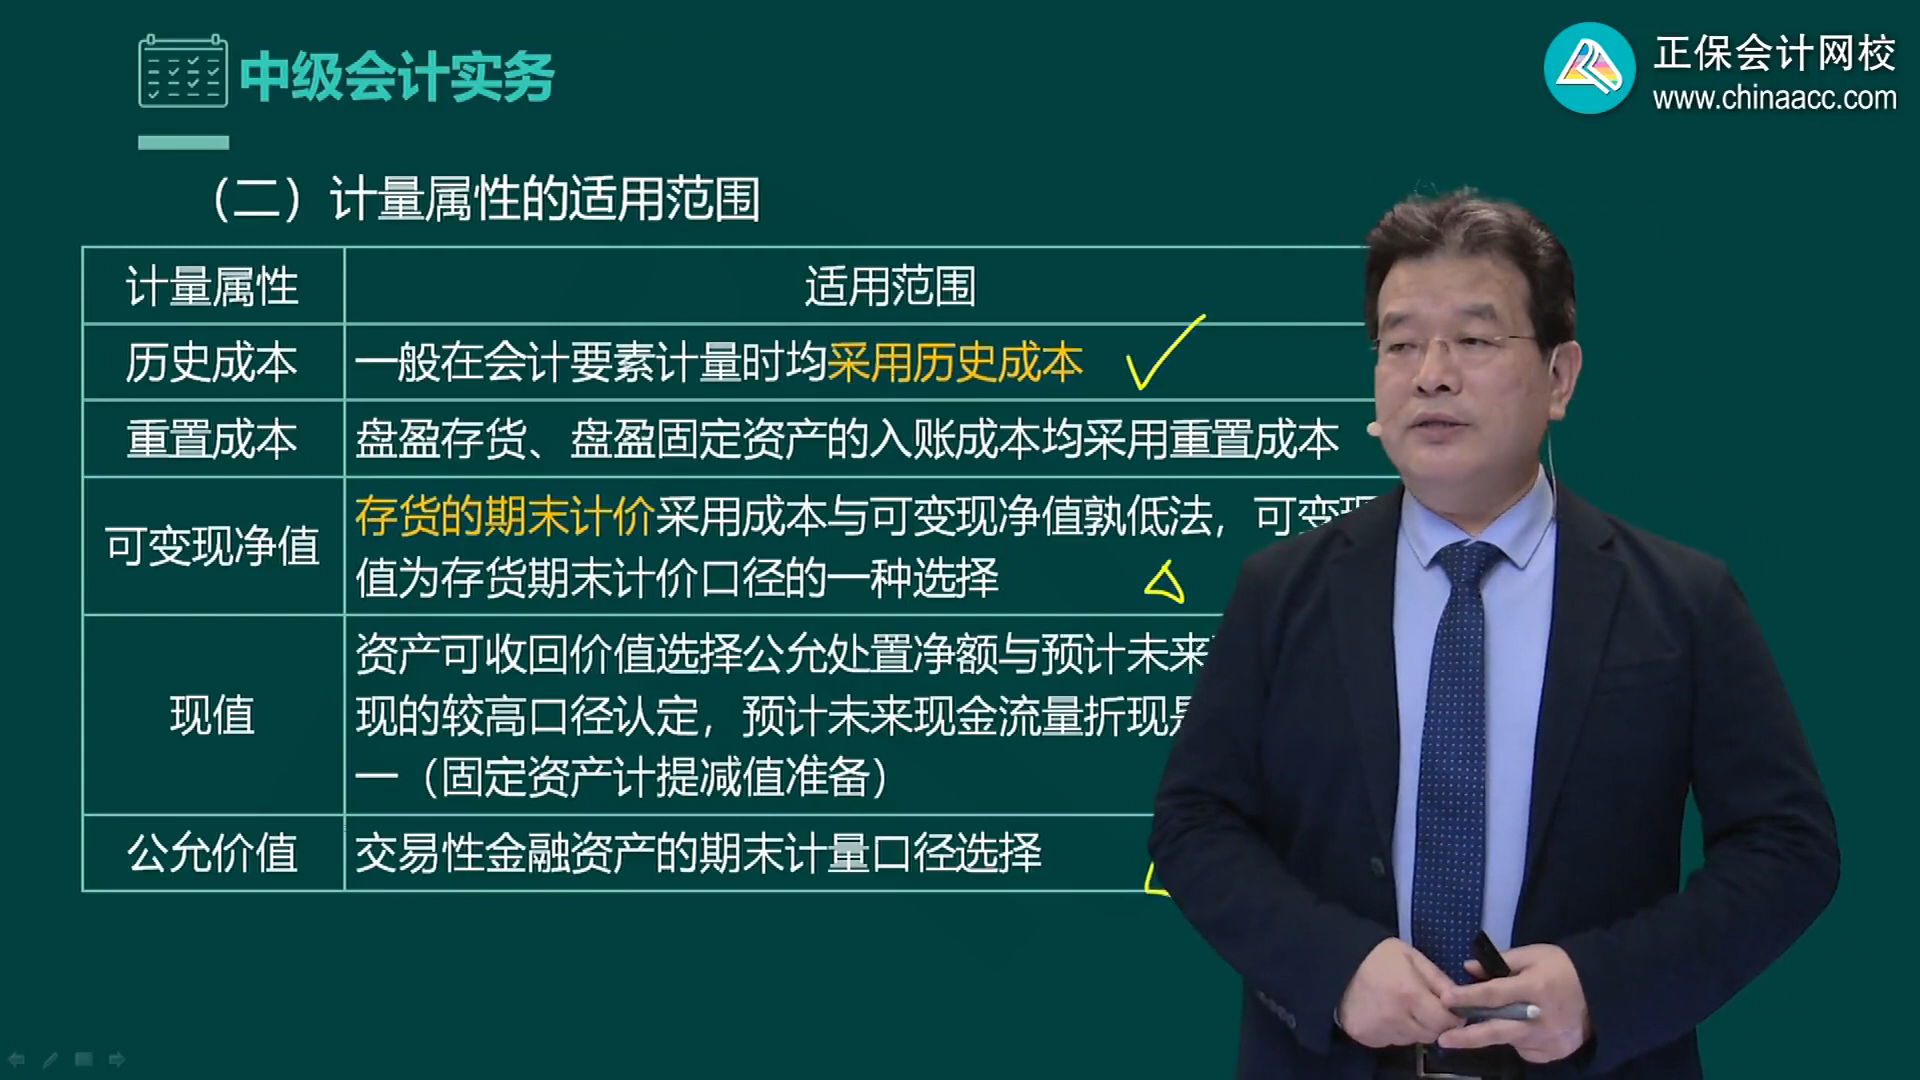 中级会计实务
正保会计网校
www.chinaacc.com
（二）计量属性的适用范围
计量属性
适用范围
历史成本
一般在会计要素计量时均采用历史成本
重置成本
盘盈存货、盘盈固定资产的入账成本均采用重置成本
可变现净值
存货的期末计价采用成本与可变现净值孰低法，可变现
值为存货期末计价口径的一种选择
现值
资产可收回价值选择公允处置净额与预计未来
现的较高口径认定，预计未来现金流量折现是
一（固定资产计提减值准备）
公允价值
交易性金融资产的期末计量口径选择